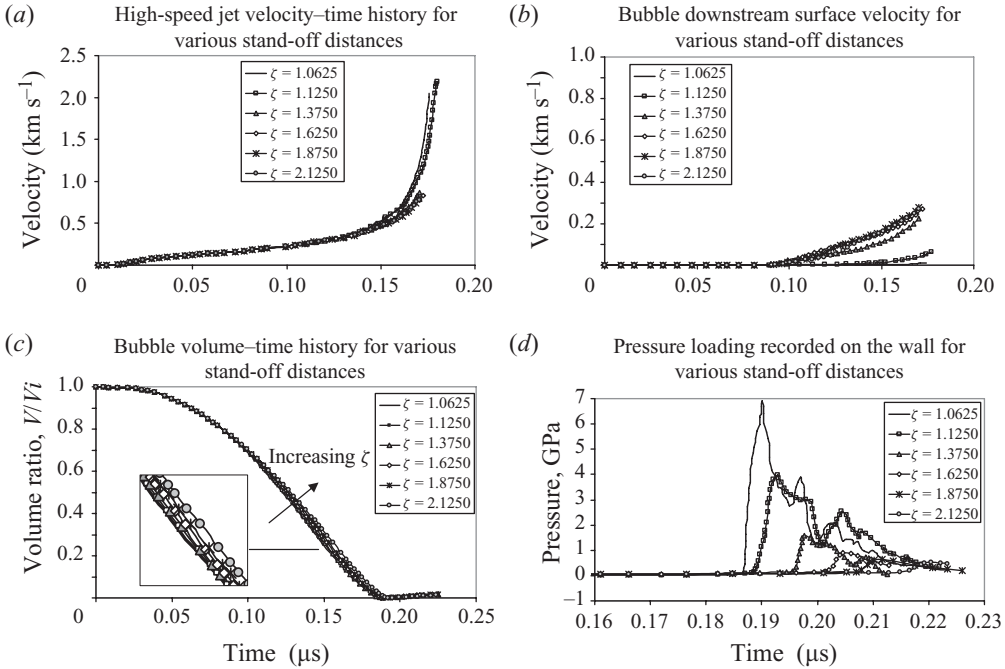 (a)
High-speed jet velocity–time history for
various stand-off distances
Velocity (km s⁻¹)
2.5
2.0
1.5
1.0
0.5
0
0.05
0.10
0.15
0.20
ζ = 1.0625
ζ = 1.1250
ζ = 1.3750
ζ = 1.6250
ζ = 1.8750
ζ = 2.1250
(b)
Bubble downstream surface velocity for
various stand-off distances
Velocity (km s⁻¹)
1.0
0.8
0.6
0.4
0.2
0
0.05
0.10
0.15
0.20
ζ = 1.0625
ζ = 1.1250
ζ = 1.3750
ζ = 1.6250
ζ = 1.8750
ζ = 2.1250
(c)
Bubble volume–time history for various
stand-off distances
Volume ratio, V/Vi
1.0
0.8
0.6
0.4
0.2
0
0.05
0.10
0.15
0.20
0.25
Time (μs)
Increasing ζ
ζ = 1.0625
ζ = 1.1250
ζ = 1.3750
ζ = 1.6250
ζ = 1.8750
ζ = 2.1250
(d)
Pressure loading recorded on the wall for
various stand-off distances
Pressure, GPa
7
6
5
4
3
2
1
0
−1
0.16
0.17
0.18
0.19
0.20
0.21
0.22
0.23
Time (μs)
ζ = 1.0625
ζ = 1.1250
ζ = 1.3750
ζ = 1.6250
ζ = 1.8750
ζ = 2.1250